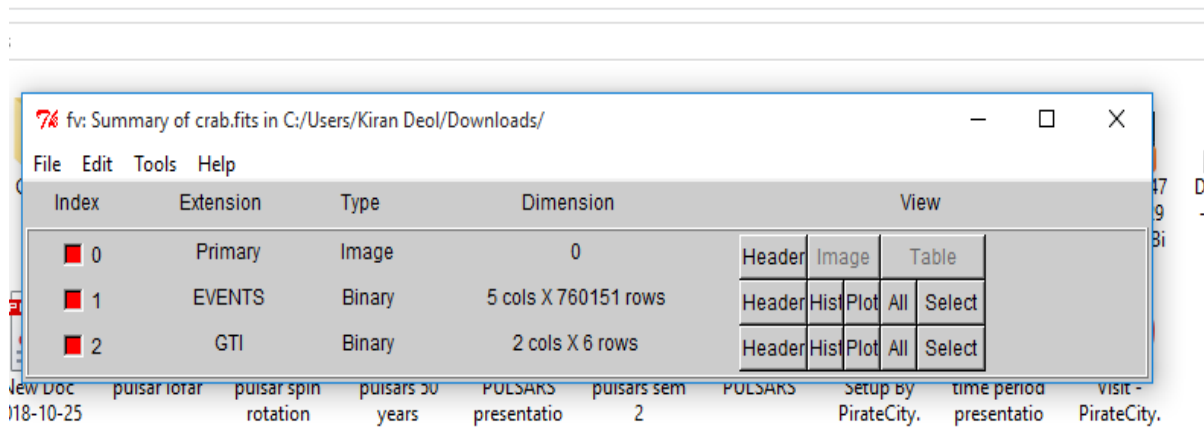 fv: Summary of crab.fits in C:/Users/Kiran Deol/Downloads/
File Edit Tools Help
Index Extension Type Dimension View
0 Primary Image 0 Header Image Table
1 EVENTS Binary 5 cols X 760151 rows Header Hist Plot All Select
2 GTI Binary 2 cols X 6 rows Header Hist Plot All Select
47
29
Bi
New Doc pulsar lofar pulsar spin pulsars 50 PULSARS pulsars sem PULSARS Setup By time period Visit -
018-10-25 rotation years presentatio 2 PirateCity. presentatio PirateCity.